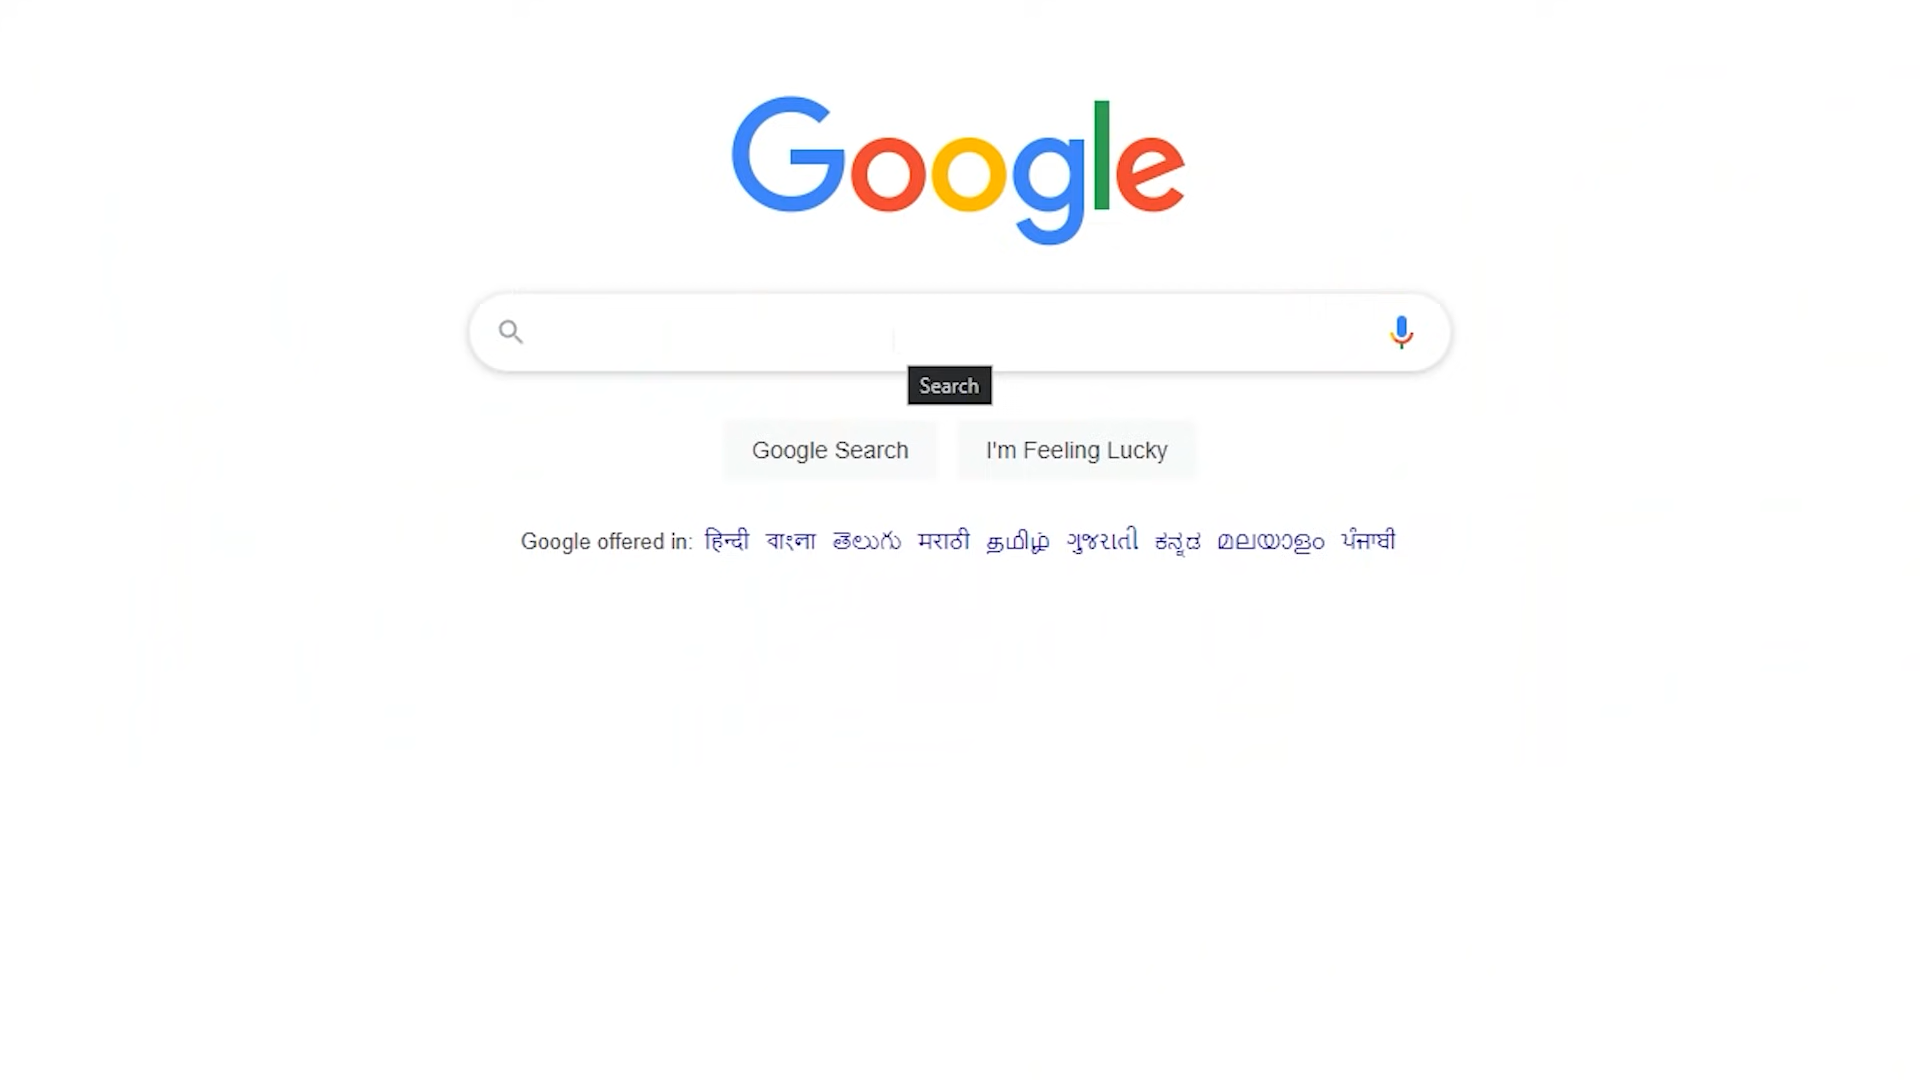 Google
Search
Google Search I'm Feeling Lucky
Google offered in: हिन्दी বাংলা తెలుగు मराठी தமிழ் ગુજરાતી ಕನ್ನಡ മലയാളം ਪੰਜਾਬੀ